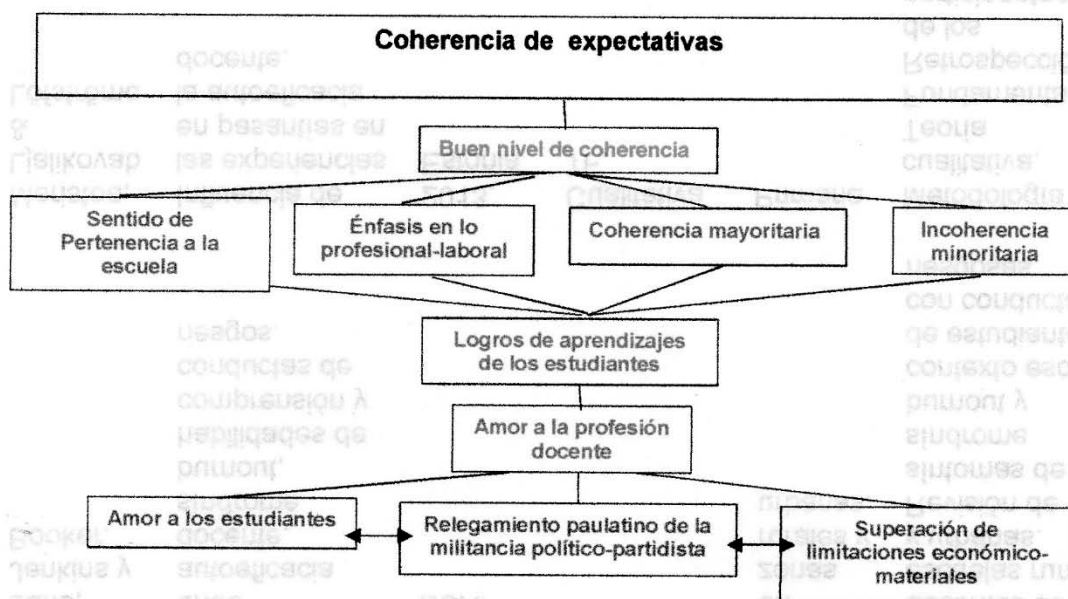 Coherencia de expectativas
Buen nivel de coherencia
Sentido de
Pertenencia a la
escuela
Énfasis en lo
profesional-laboral
Coherencia mayoritaria
Incoherencia
minoritaria
Logros de aprendizajes
de los estudiantes
Amor a la profesión
docente
Amor a los estudiantes
Relegamiento paulatino de la
militancia político-partidista
Superación de
limitaciones económico-
materiales